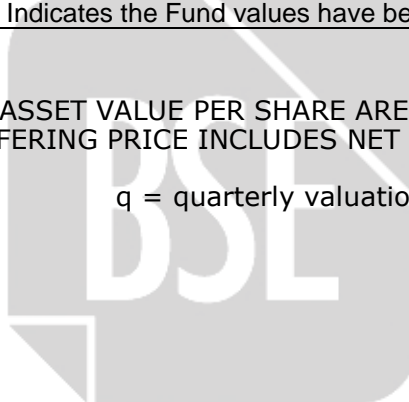 Indicates the Fund values have be
ASSET VALUE PER SHARE ARE
FERING PRICE INCLUDES NET
q = quarterly valuatio
BSE